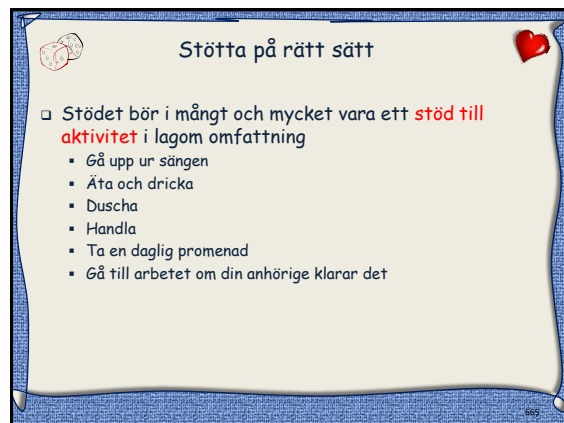 Stötta på rätt sätt
Stödet bör i mångt och mycket vara ett stöd till
aktivitet i lagom omfattning
Gå upp ur sängen
Äta och dricka
Duscha
Handla
Ta en daglig promenad
Gå till arbetet om din anhörige klarar det
665